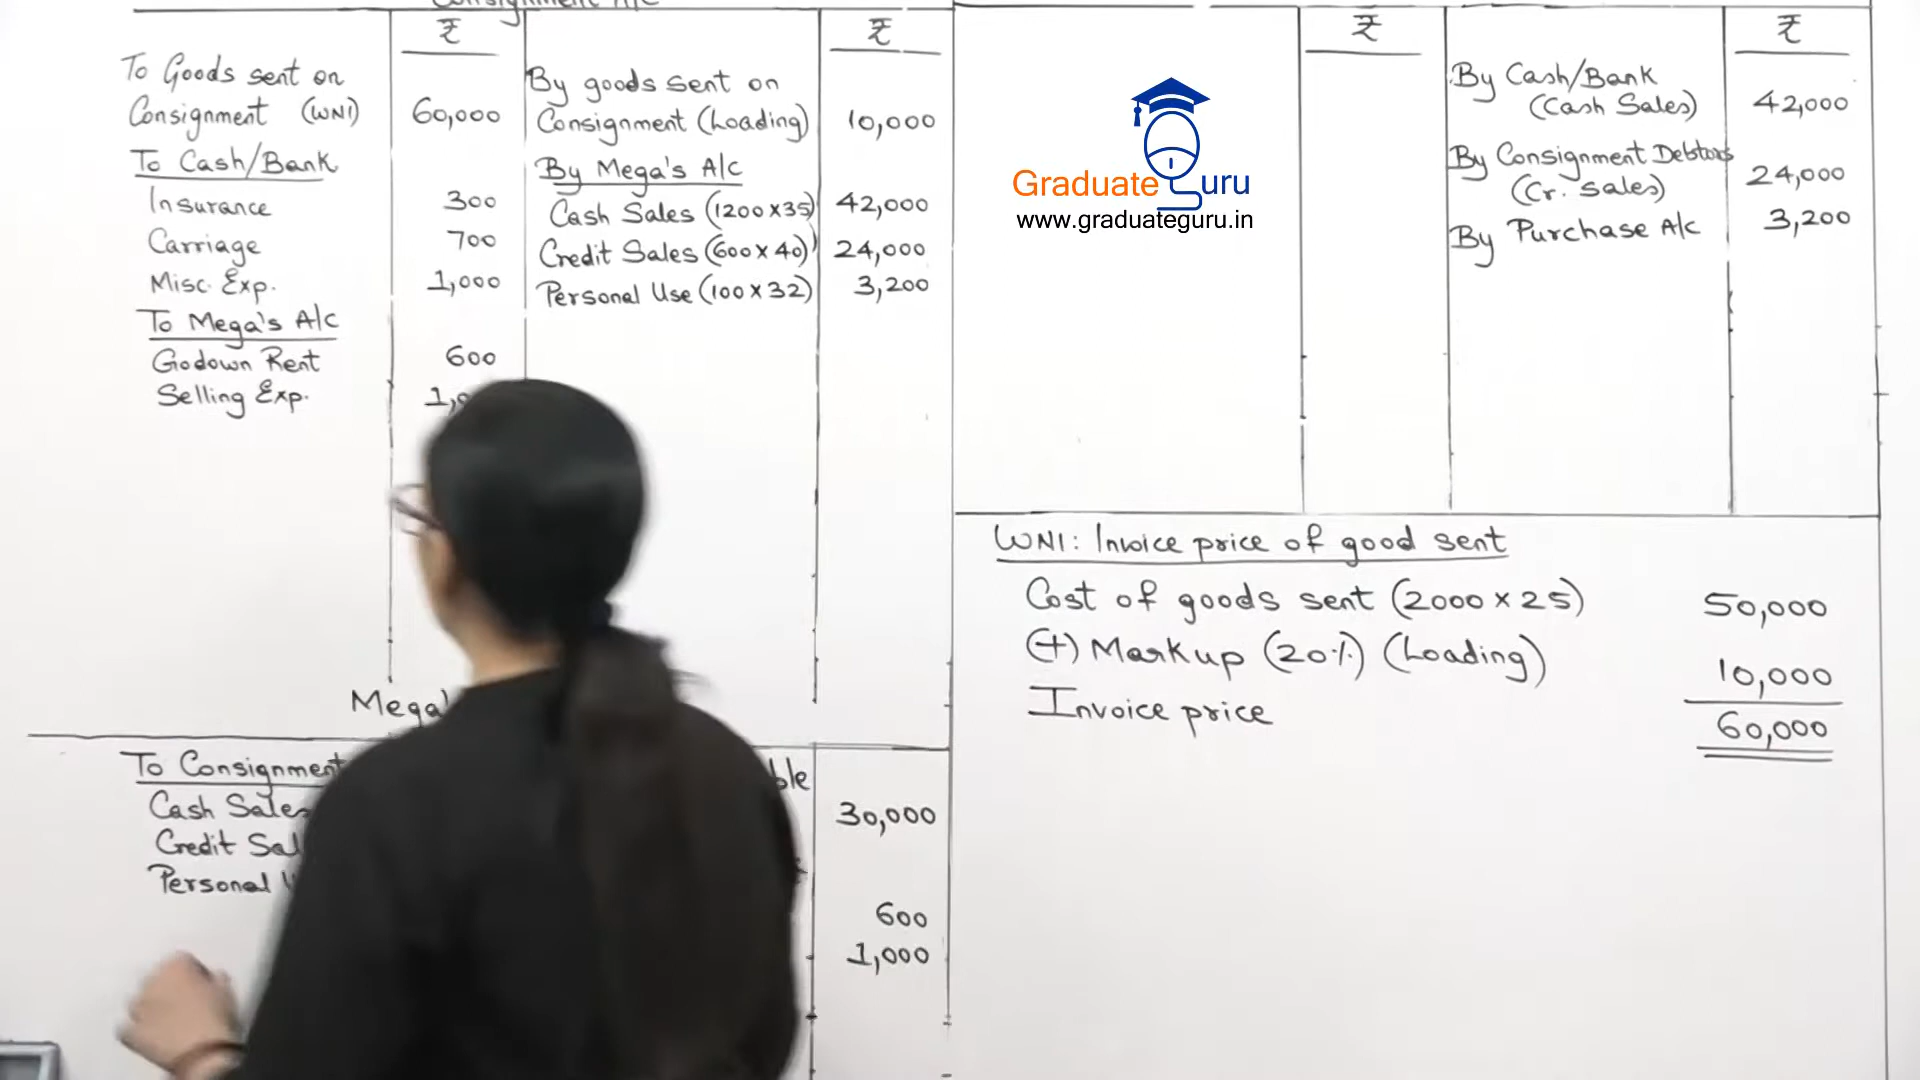 Consignment A/c
₹ ₹
To Goods sent on
Consignment (WN1) 60,000
To Cash/Bank
Insurance 300
Carriage 700
Misc. Exp. 1,000
To Mega's A/c
Godown Rent 600
Selling Exp.
By goods sent on
Consignment (Loading) 10,000
By Mega's A/c
Cash Sales (1200×35) 42,000
Credit Sales (600×40) 24,000
Personal Use (100×32) 3,200
To Consignment
Cash Sales
Credit
Personal
30,000
600
1,000
₹ ₹
By Cash/Bank
(Cash Sales) 42,000
By Consignment Debtors
(Cr. Sales) 24,000
By Purchase A/c 3,200
Graduate Guru
www.graduateguru.in
WN1: Invoice price of good sent
Cost of goods sent (2000×25) 50,000
(+) Markup (20%) (Loading) 10,000
Invoice price 60,000